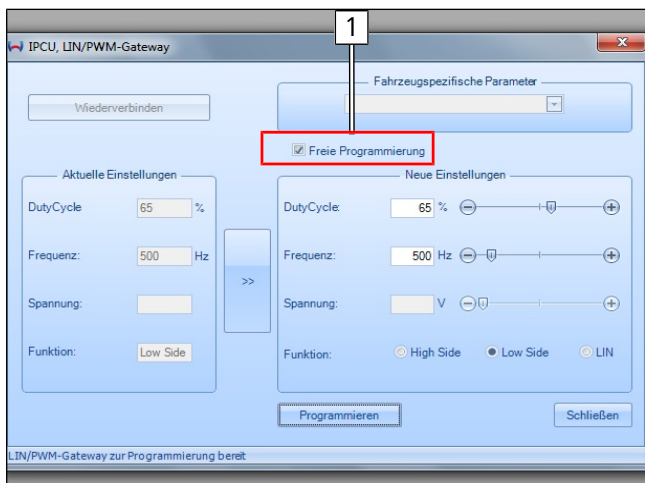 1
IPCU, LIN/PWM-Gateway
Fahrzeugspezifische Parameter
Wiederverbinden
Freie Programmierung
Aktuelle Einstellungen
DutyCycle 65 %
Frequenz: 500 Hz
Spannung:
Funktion: Low Side
>>
Neue Einstellungen
DutyCycle: 65 %
Frequenz: 500 Hz
Spannung: V
Funktion: High Side Low Side LIN
Programmieren
Schließen
LIN/PWM-Gateway zur Programmierung bereit